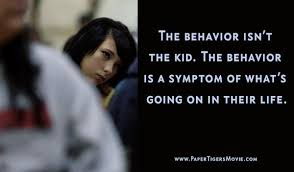 The behavior isn't
the kid. The behavior
is a symptom of what's
going on in their life.
www.PaperTigersMovie.com